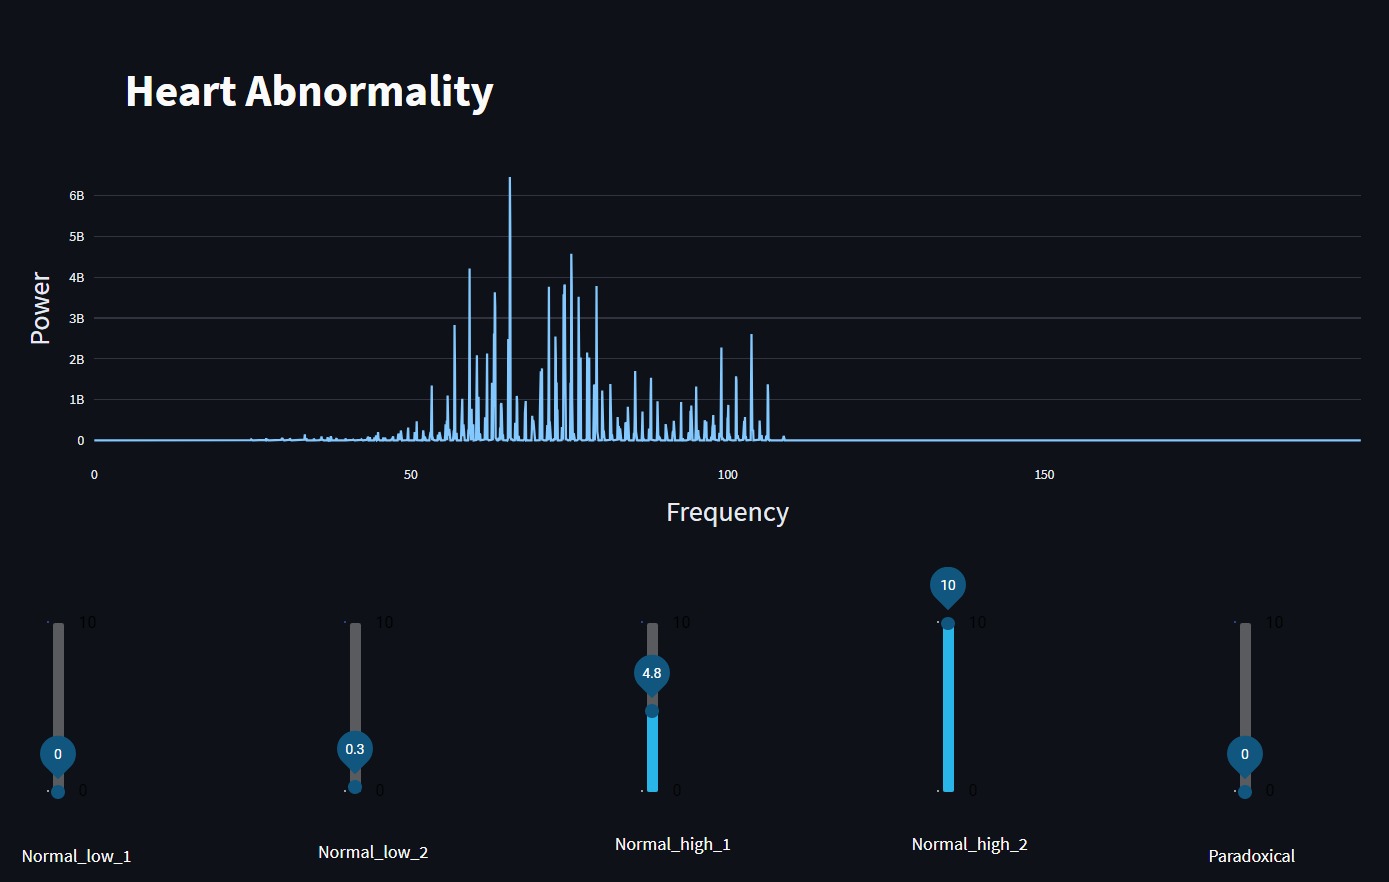 Heart Abnormality
6B
5B
4B
3B
2B
1B
0
Power
0 50 100 150
Frequency
10
10 10 10 10 10
4.8
0 0.3 0
0 0 0 0 0
Normal_low_1 Normal_low_2 Normal_high_1 Normal_high_2 Paradoxical